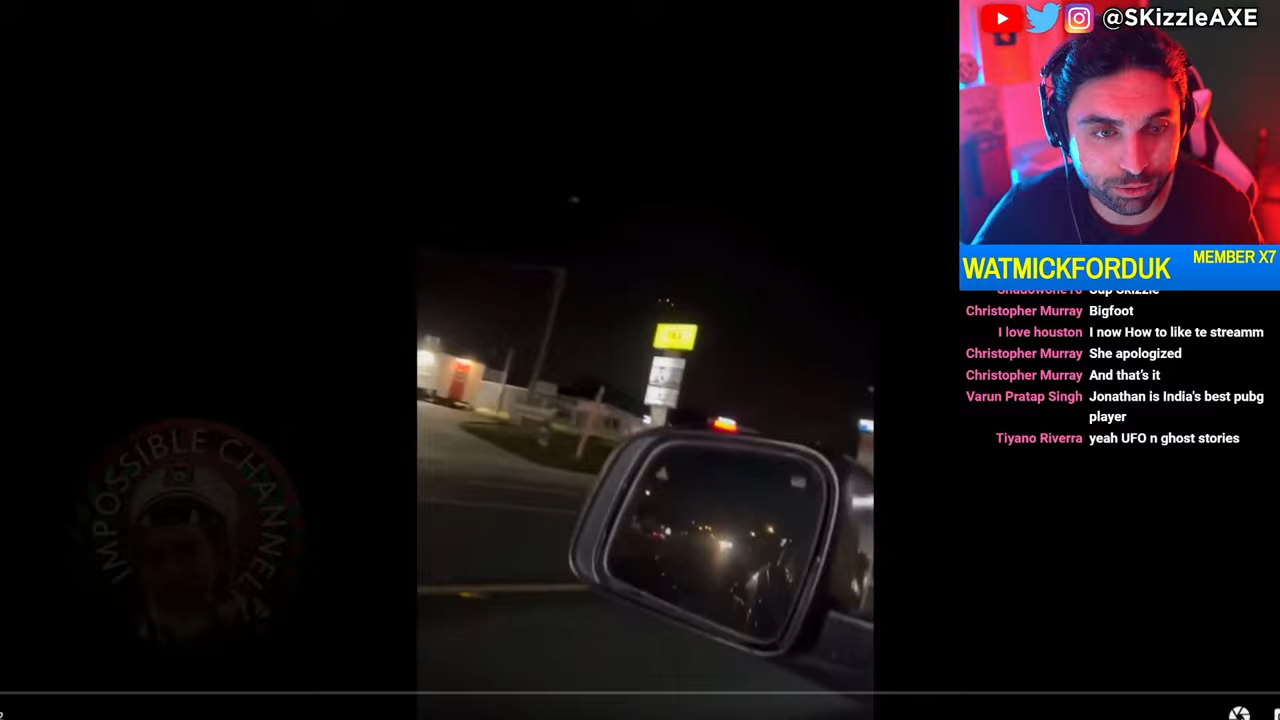 @SKizzleAXE
WATMICKFORDUK
MEMBER X7
Sup Skizzle
Christopher Murray Bigfoot
I love houston I now How to like te streamm
Christopher Murray She apologized
Christopher Murray And that's it
Varun Pratap Singh Jonathan is India's best pubg
player
Tiyano Riverra yeah UFO n ghost stories
IMPOSSIBLE CHANNEL